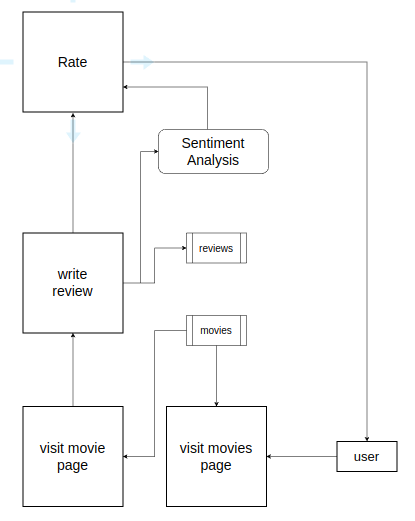 Rate
Sentiment
Analysis
reviews
write
review
movies
visit movie
page
visit movies
page
user